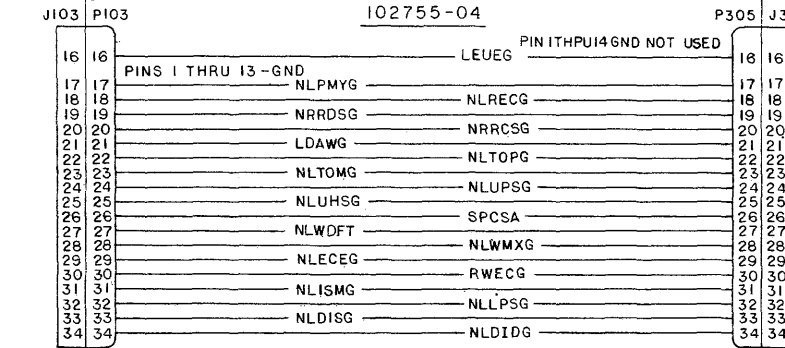 J103 P103 102755-04 P305 J3
PIN 1THPU14 GND NOT USED
16 16 LEUEG 16 16
PINS 1 THRU 13-GND
17 17 NLPMYG 17 17
18 18 NLRECG 18 18
19 19 NRRDSG 19 19
20 20 NRRCSG 20 20
21 21 LDAWG 21 21
22 22 NLTOPG 22 22
23 23 NLTOMG 23 23
24 24 NLUPSG 24 24
25 25 NLUHSG 25 25
26 26 SPCSA 26 26
27 27 NLWDFT 27 27
28 28 NLWMXG 28 28
29 29 NLECEG 29 29
30 30 RWECG 30 30
31 31 NLISMG 31 31
32 32 NLLPSG 32 32
33 33 NLDISG 33 33
34 34 NLDIDG 34 34